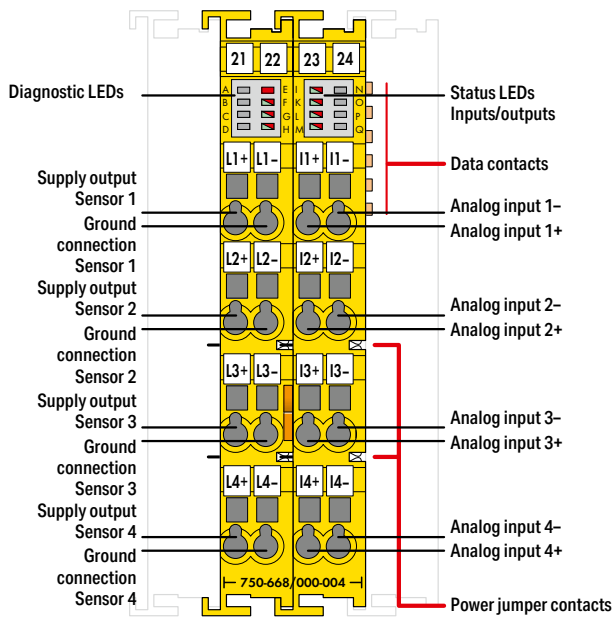 21 22 23 24
Diagnostic LEDs
A E I N
B F K O
C G L P
D H M Q
Status LEDs
Inputs/outputs
L1+ L1– I1+ I1–
Data contacts
Supply output
Sensor 1
Ground
connection
Sensor 1
Analog input 1–
Analog input 1+
L2+ L2– I2+ I2–
Supply output
Sensor 2
Ground
connection
Sensor 2
Analog input 2–
Analog input 2+
L3+ L3– I3+ I3–
Supply output
Sensor 3
Ground
connection
Sensor 3
Analog input 3–
Analog input 3+
L4+ L4– I4+ I4–
Supply output
Sensor 4
Ground
connection
Sensor 4
Analog input 4–
Analog input 4+
750-668/000-004
Power jumper contacts